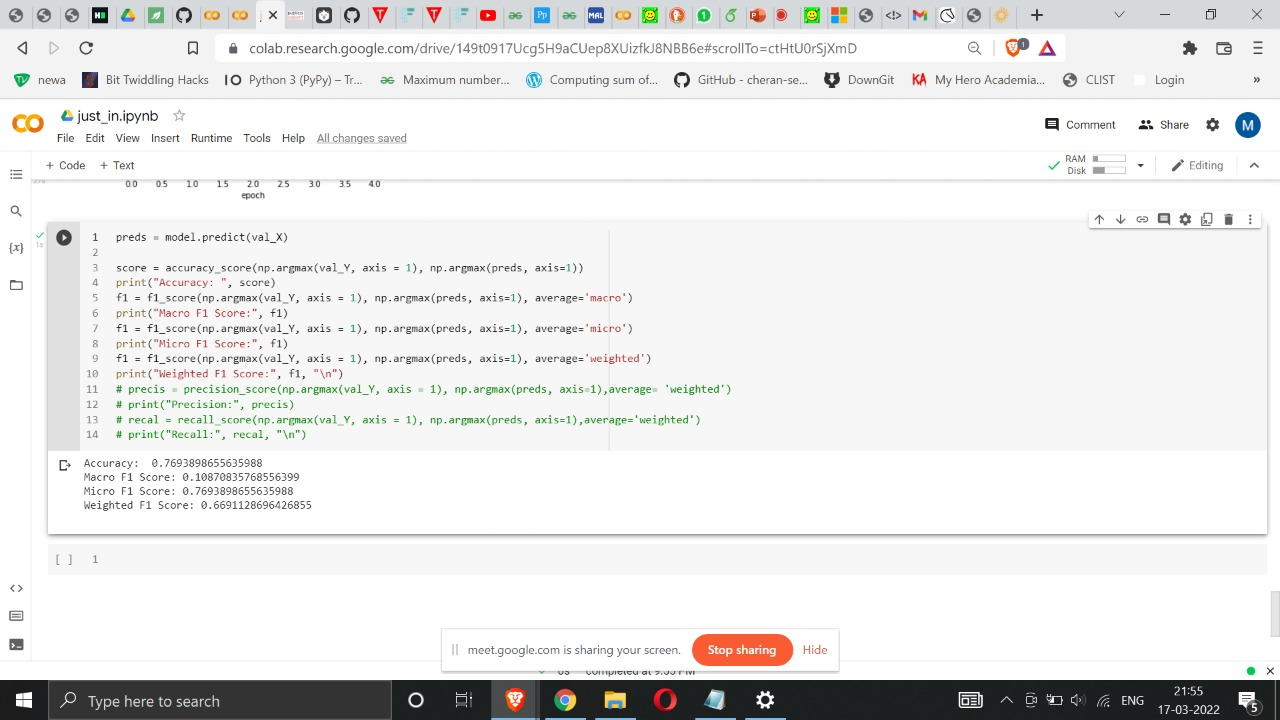 colab.research.google.com/drive/149t0917Ucg5H9aCUep8XUizfkJ8NBB6e#scrollTo=ctHtU0rSjXmD
newa Bit Twiddling Hacks Python 3 (PyPy) – Tr... Maximum number... Computing sum of... GitHub - cheran-se... DownGit My Hero Academia... CLIST Login »
just_in.ipynb
File Edit View Insert Runtime Tools Help All changes saved
Comment Share M
+ Code + Text
RAM
Disk
Editing
0.0 0.5 1.0 1.5 2.0 2.5 3.0 3.5 4.0
epoch
1 preds = model.predict(val_X)
2
3 score = accuracy_score(np.argmax(val_Y, axis = 1), np.argmax(preds, axis=1))
4 print("Accuracy: ", score)
5 f1 = f1_score(np.argmax(val_Y, axis = 1), np.argmax(preds, axis=1), average='macro')
6 print("Macro F1 Score:", f1)
7 f1 = f1_score(np.argmax(val_Y, axis = 1), np.argmax(preds, axis=1), average='micro')
8 print("Micro F1 Score:", f1)
9 f1 = f1_score(np.argmax(val_Y, axis = 1), np.argmax(preds, axis=1), average='weighted')
10 print("Weighted F1 Score:", f1, "\n")
11 # precis = precision_score(np.argmax(val_Y, axis = 1), np.argmax(preds, axis=1),average= 'weighted')
12 # print("Precision:", precis)
13 # recal = recall_score(np.argmax(val_Y, axis = 1), np.argmax(preds, axis=1),average='weighted')
14 # print("Recall:", recal, "\n")
Accuracy:  0.7693898655635988
Macro F1 Score: 0.10870835768556399
Micro F1 Score: 0.7693898655635988
Weighted F1 Score: 0.6691128696426855
[ ] 1
meet.google.com is sharing your screen. Stop sharing Hide
completed at 9:55 PM
Type here to search
ENG
21:55
17-03-2022
5